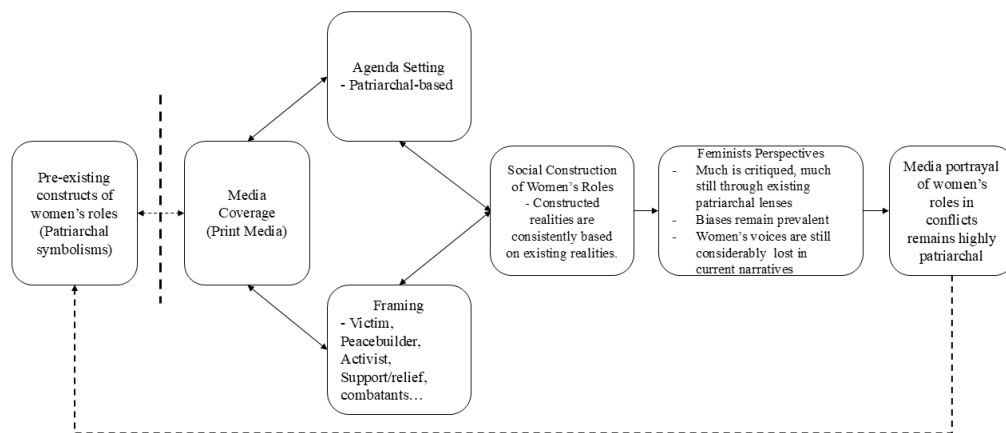 Pre-existing
constructs of
women's roles
(Patriarchal
symbolisms)
Media
Coverage
(Print Media)
Agenda Setting
- Patriarchal-based
Framing
- Victim,
Peacebuilder,
Activist,
Support/relief,
combatants…
Social Construction
of Women's Roles
- Constructed
realities are
consistently based
on existing realities.
Feminists Perspectives
- Much is critiqued, much
still through existing
patriarchal lenses
- Biases remain prevalent
- Women's voices are still
considerably lost in
current narratives
Media portrayal
of women's
roles in
conflicts
remains highly
patriarchal